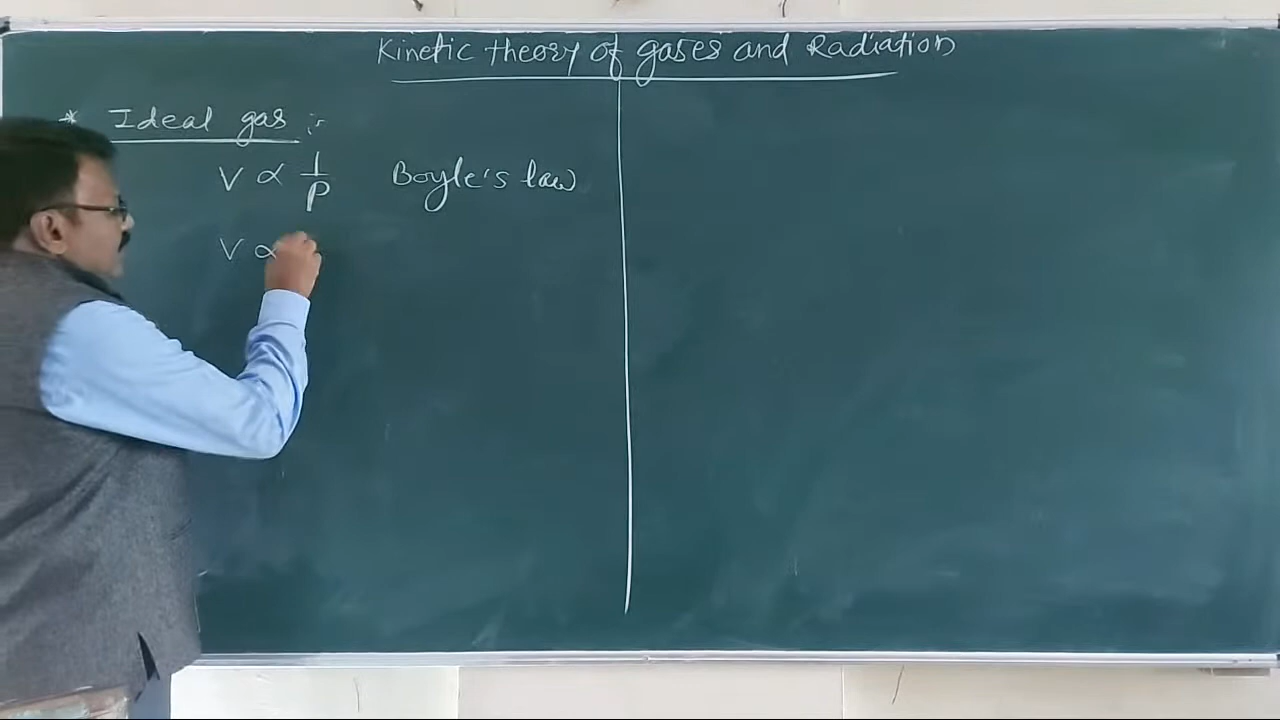 Kinetic theory of gases and Radiation
* Ideal gas :-
V ∝ 1/P Boyle's law
V ∝